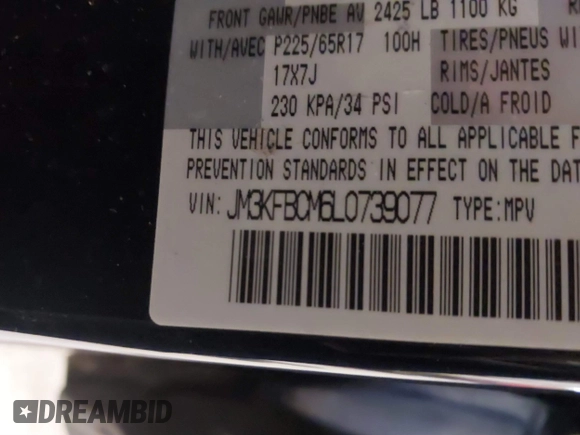 FRONT GAWR/PNBE AV 2425 LB 1100 KG
WITH/AVEC P225/65R17 100H TIRES/PNEUS
17X7J RIMS/JANTES
230 KPA/34 PSI COLD/A FROID
THIS VEHICLE CONFORMS TO ALL APPLICABLE
PREVENTION STANDARDS IN EFFECT ON THE
VIN: JM3KFBCM6L0739077 TYPE:MPV
DREAMBID